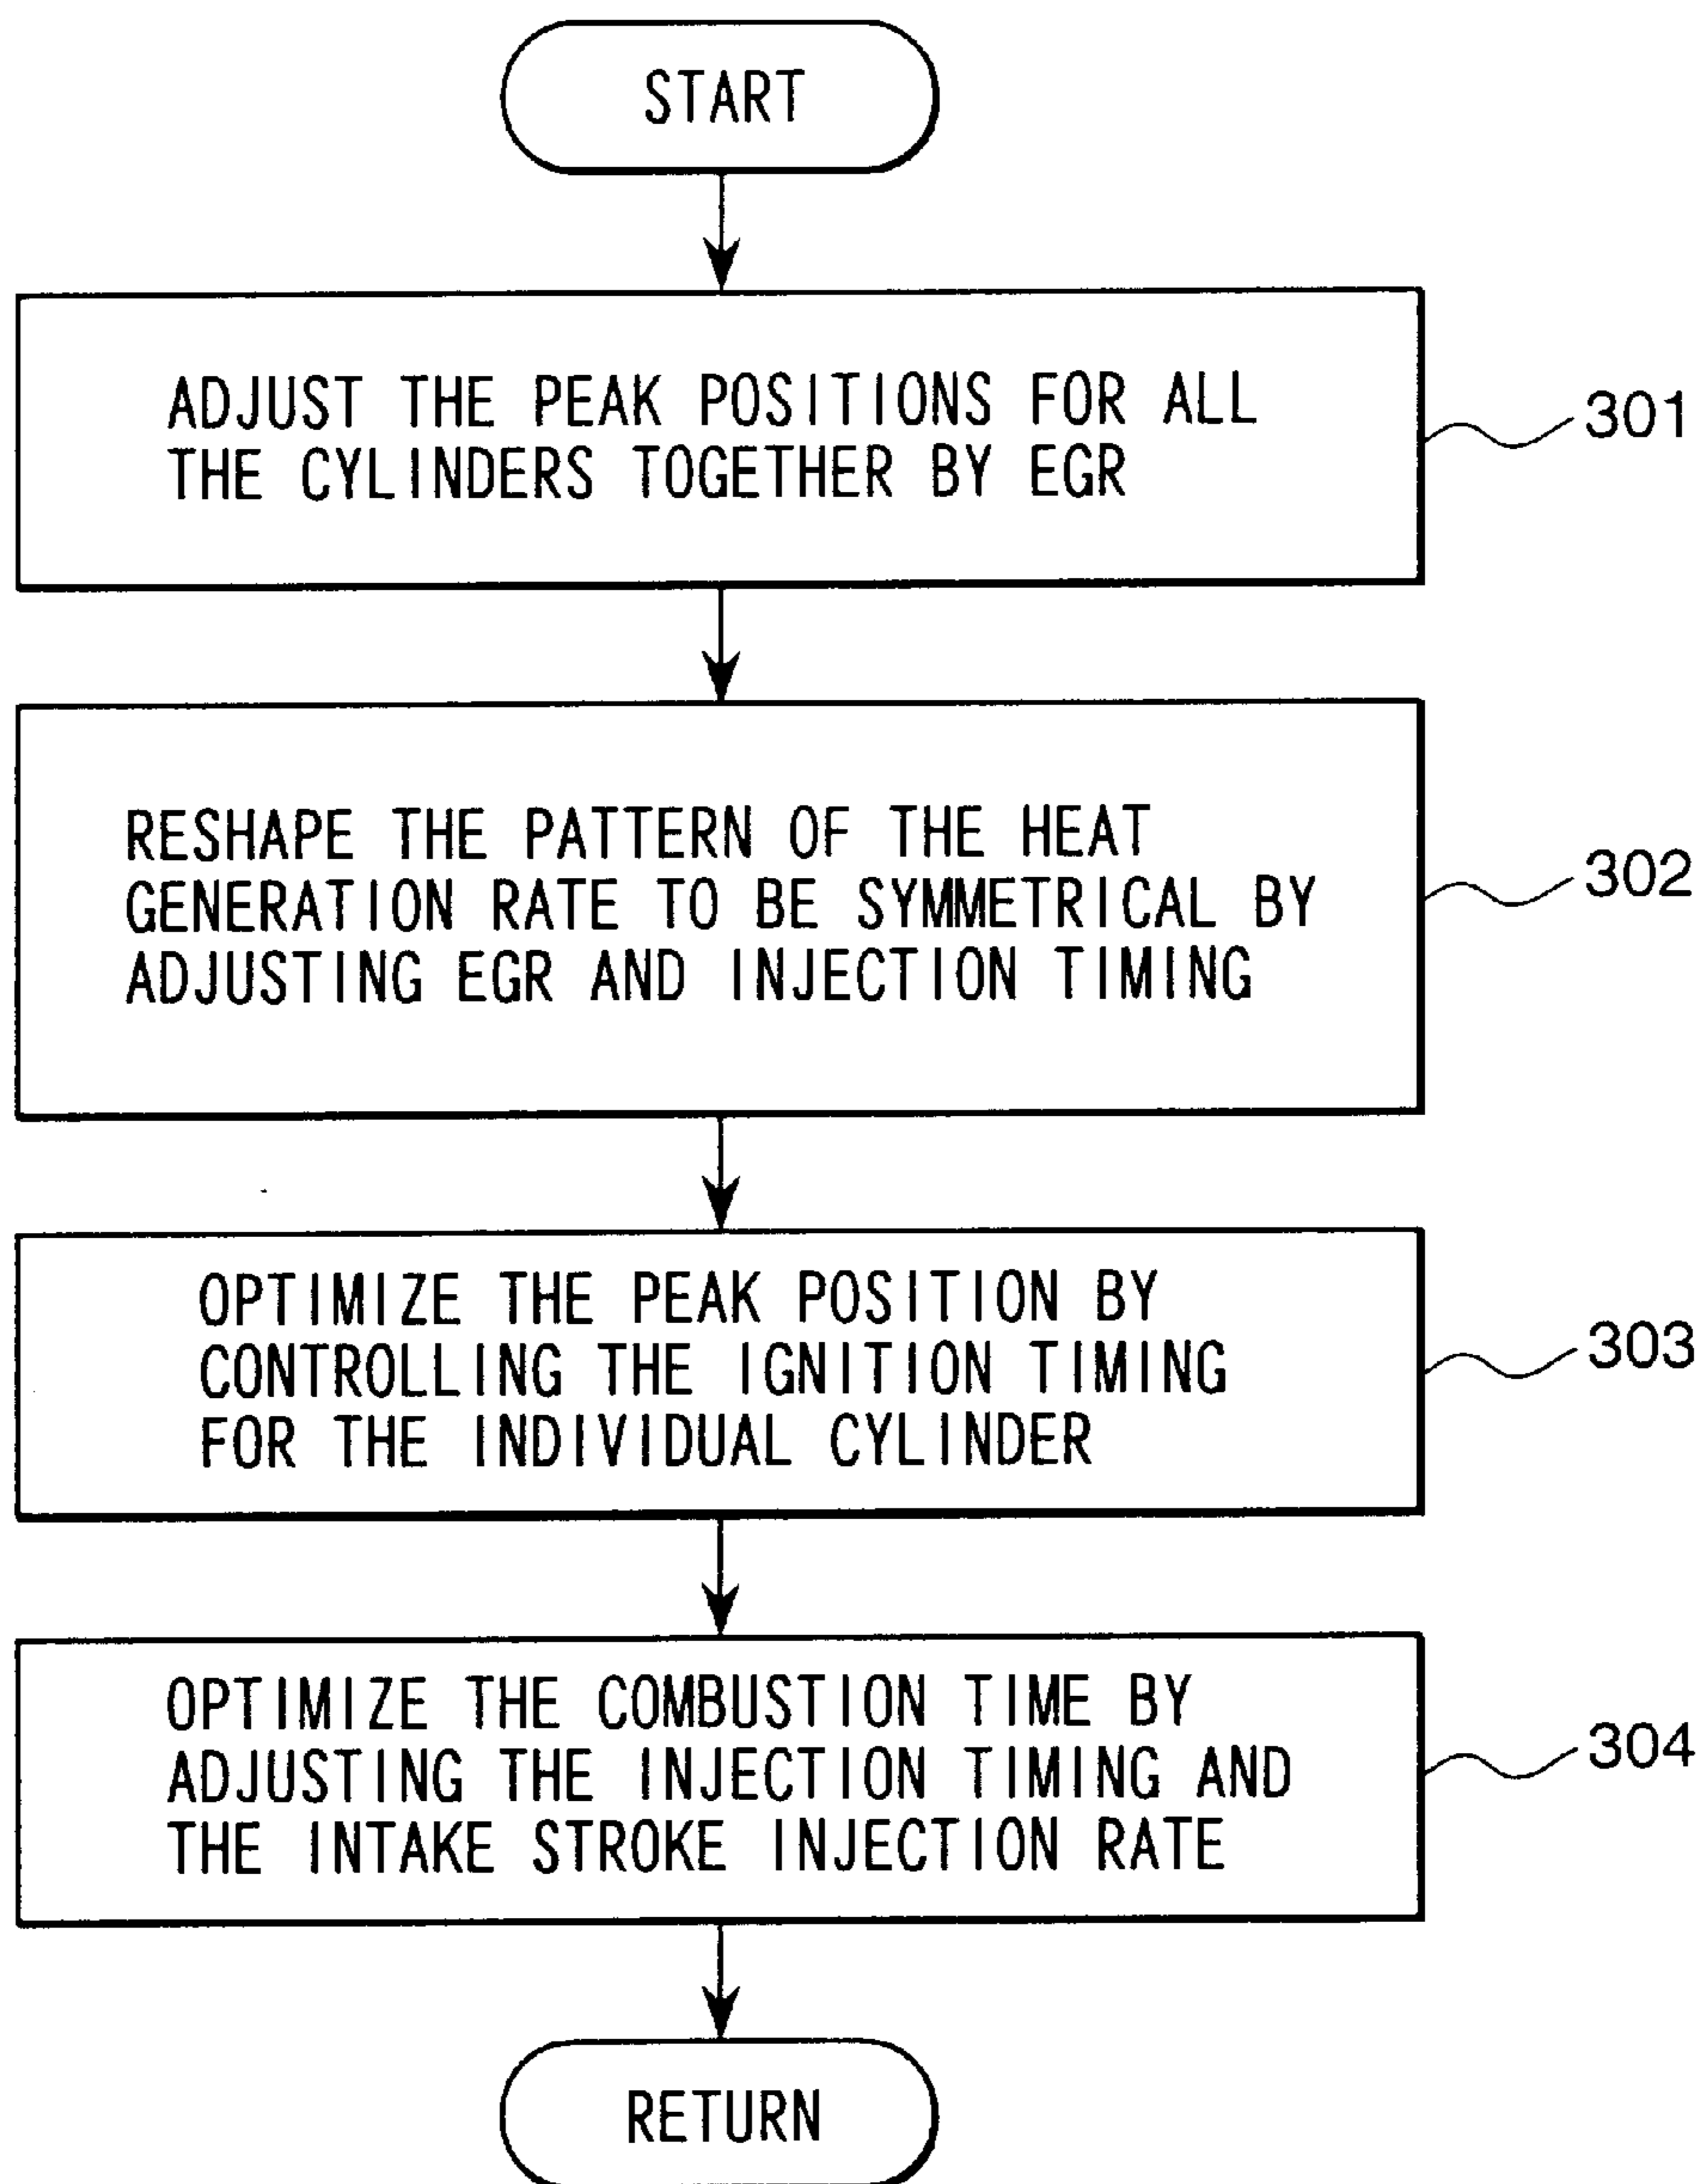 START
ADJUST THE PEAK POSITIONS FOR ALL
THE CYLINDERS TOGETHER BY EGR
301
RESHAPE THE PATTERN OF THE HEAT
GENERATION RATE TO BE SYMMETRICAL BY
ADJUSTING EGR AND INJECTION TIMING
302
OPTIMIZE THE PEAK POSITION BY
CONTROLLING THE IGNITION TIMING
FOR THE INDIVIDUAL CYLINDER
303
OPTIMIZE THE COMBUSTION TIME BY
ADJUSTING THE INJECTION TIMING AND
THE INTAKE STROKE INJECTION RATE
304
RETURN